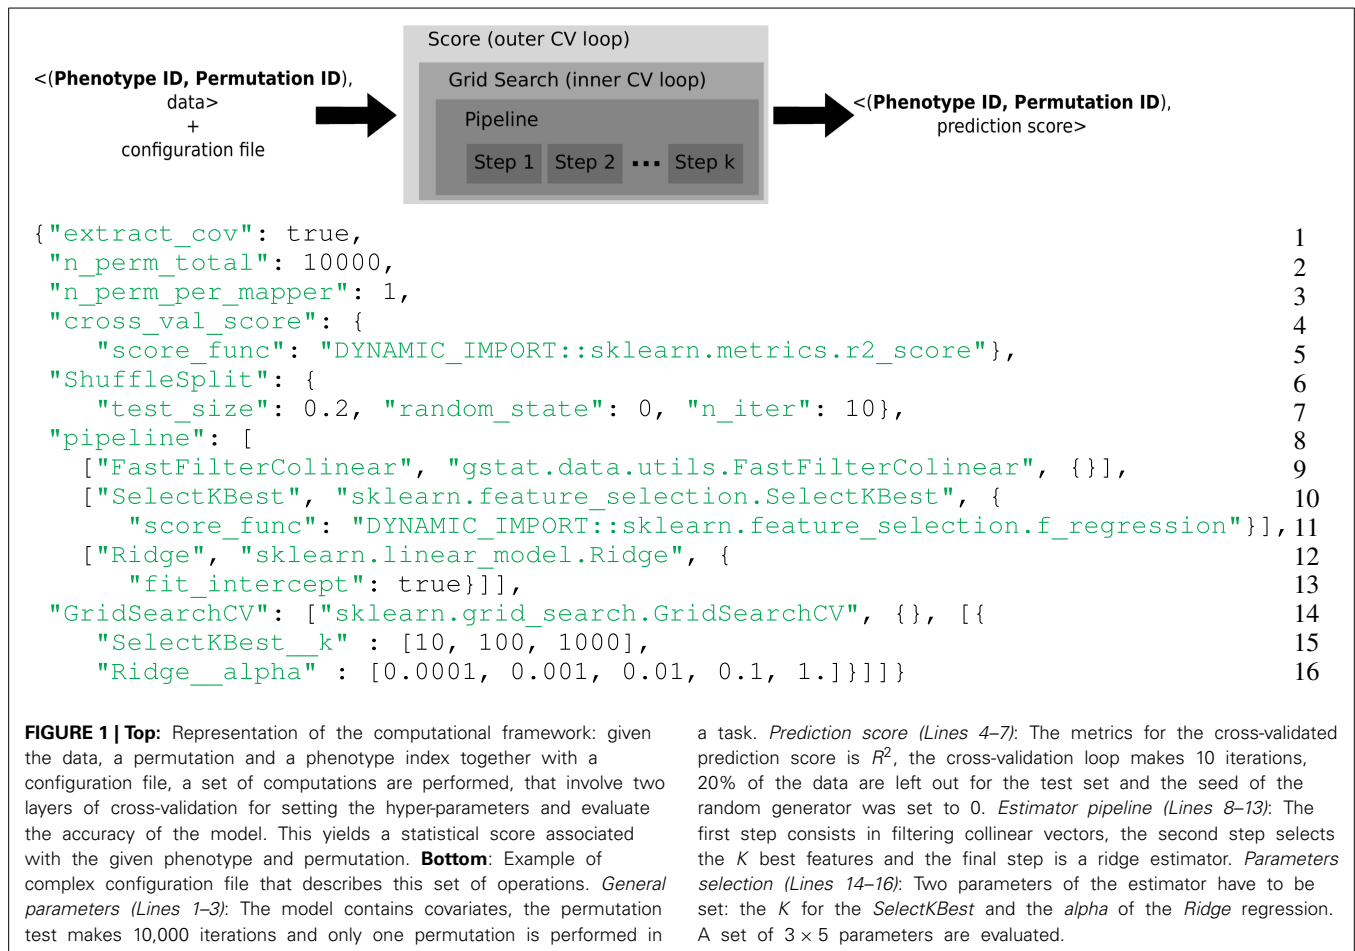 Score (outer CV loop)
Grid Search (inner CV loop)
<(Phenotype ID, Permutation ID),
data>
+
configuration file
Pipeline
Step 1 Step 2 ... Step k
<(Phenotype ID, Permutation ID),
prediction score>
{"extract_cov": true, 1
"n_perm_total": 10000, 2
"n_perm_per_mapper": 1, 3
"cross_val_score": { 4
"score_func": "DYNAMIC_IMPORT::sklearn.metrics.r2_score"}, 5
"ShuffleSplit": { 6
"test_size": 0.2, "random_state": 0, "n_iter": 10}, 7
"pipeline": [ 8
["FastFilterColinear", "gstat.data.utils.FastFilterColinear", {}], 9
["SelectKBest", "sklearn.feature_selection.SelectKBest", { 10
"score_func": "DYNAMIC_IMPORT::sklearn.feature_selection.f_regression"}], 11
["Ridge", "sklearn.linear_model.Ridge", { 12
"fit_intercept": true}]], 13
"GridSearchCV": ["sklearn.grid_search.GridSearchCV", {}, [{ 14
"SelectKBest__k" : [10, 100, 1000], 15
"Ridge__alpha" : [0.0001, 0.001, 0.01, 0.1, 1.]}]]} 16
FIGURE 1 | Top: Representation of the computational framework: given
the data, a permutation and a phenotype index together with a
configuration file, a set of computations are performed, that involve two
layers of cross-validation for setting the hyper-parameters and evaluate
the accuracy of the model. This yields a statistical score associated
with the given phenotype and permutation. Bottom: Example of
complex configuration file that describes this set of operations. General
parameters (Lines 1–3): The model contains covariates, the permutation
test makes 10,000 iterations and only one permutation is performed in
a task. Prediction score (Lines 4–7): The metrics for the cross-validated
prediction score is R², the cross-validation loop makes 10 iterations,
20% of the data are left out for the test set and the seed of the
random generator was set to 0. Estimator pipeline (Lines 8–13): The
first step consists in filtering collinear vectors, the second step selects
the K best features and the final step is a ridge estimator. Parameters
selection (Lines 14–16): Two parameters of the estimator have to be
set: the K for the SelectKBest and the alpha of the Ridge regression.
A set of 3 × 5 parameters are evaluated.